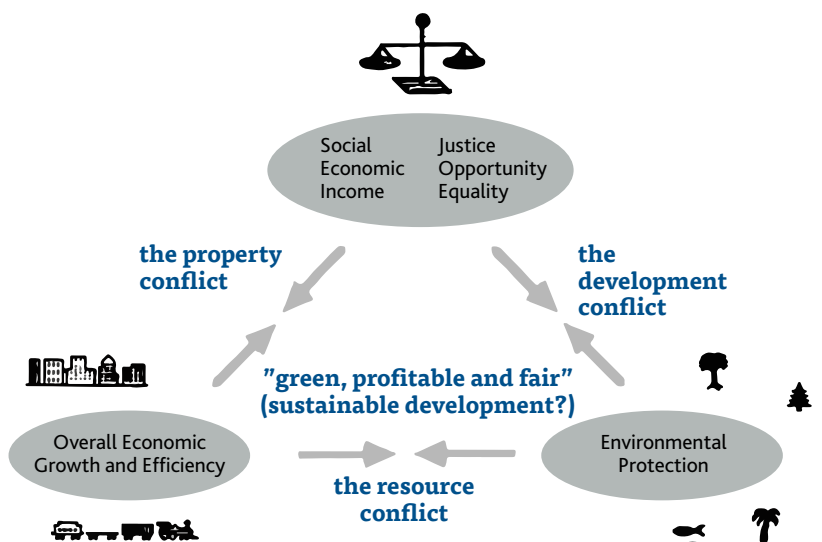 Social Justice
Economic Opportunity
Income Equality
the property
conflict
the
development
conflict
”green, profitable and fair”
(sustainable development?)
Overall Economic
Growth and Efficiency
Environmental
Protection
the resource
conflict